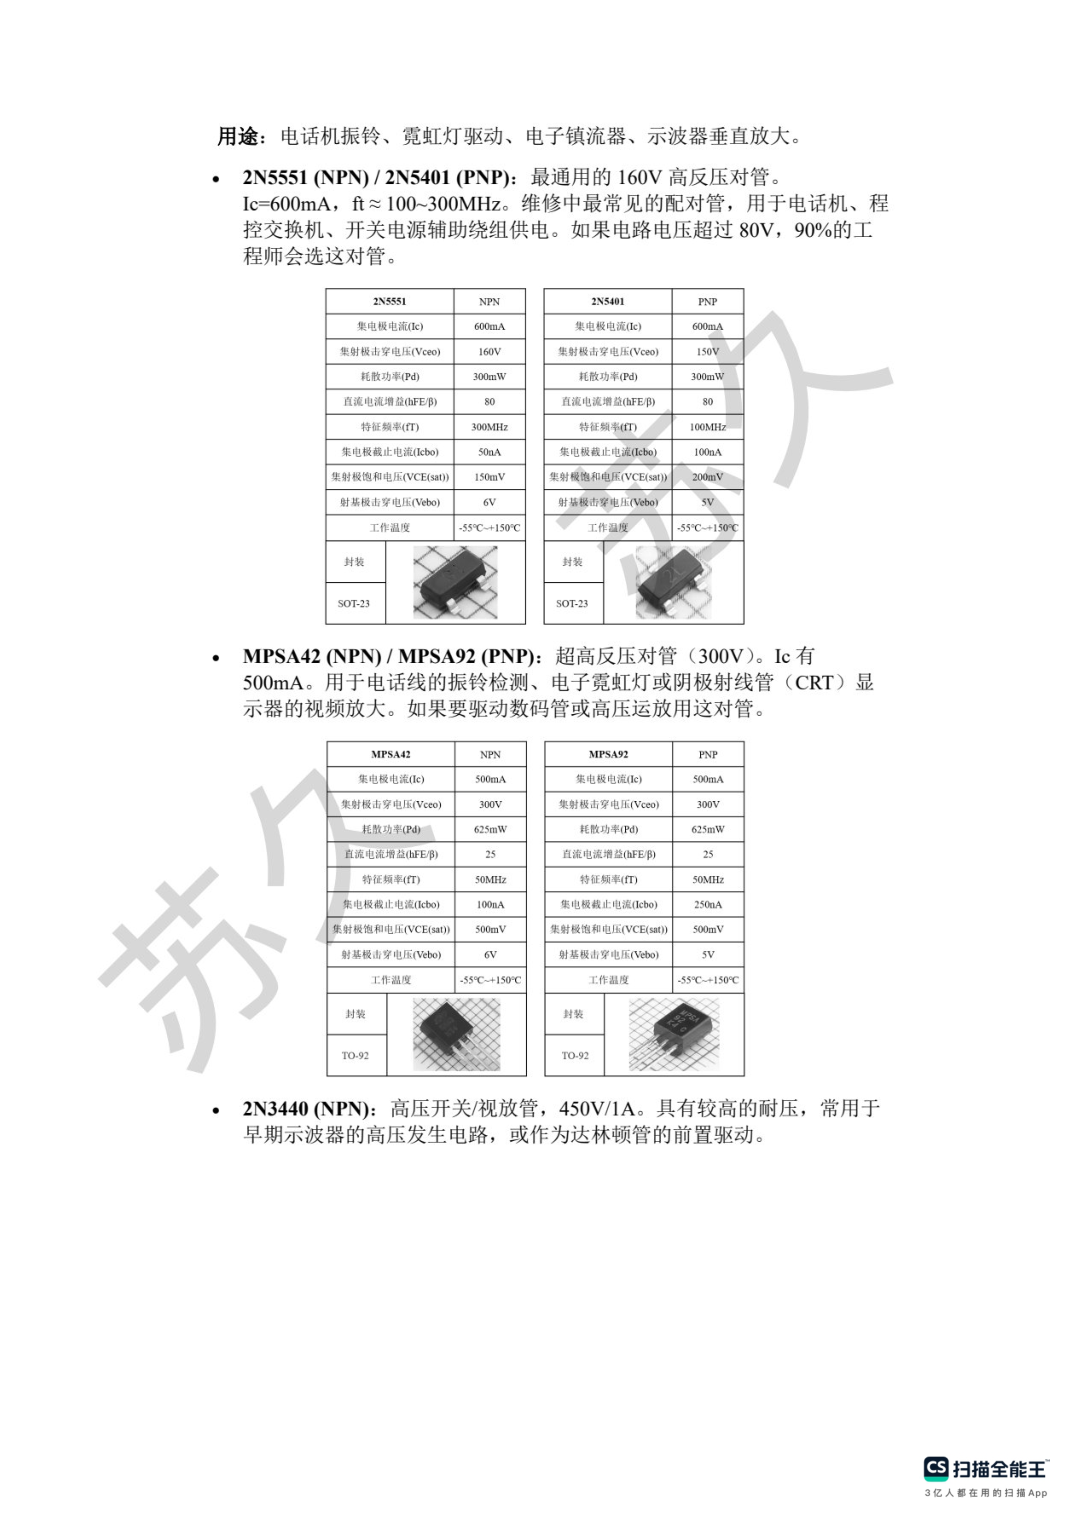 用途：电话机振铃、霓虹灯驱动、电子镇流器、示波器垂直放大。
• 2N5551 (NPN) / 2N5401 (PNP)：最通用的 160V 高反压对管。
Ic=600mA，ft ≈ 100~300MHz。维修中最常见的配对管，用于电话机、程
控交换机、开关电源辅助绕组供电。如果电路电压超过 80V，90%的工
程师会选这对管。
2N5551 NPN 2N5401 PNP
集电极电流(Ic) 600mA 集电极电流(Ic) 600mA
集射极击穿电压(Vceo) 160V 集射极击穿电压(Vceo) 150V
耗散功率(Pd) 300mW 耗散功率(Pd) 300mW
直流电流增益(hFE/β) 80 直流电流增益(hFE/β) 80
特征频率(fT) 300MHz 特征频率(fT) 100MHz
集电极截止电流(Icbo) 50nA 集电极截止电流(Icbo) 100nA
集射极饱和电压(VCE(sat)) 150mV 集射极饱和电压(VCE(sat)) 200mV
射基极击穿电压(Vebo) 6V 射基极击穿电压(Vebo) 5V
工作温度 -55℃~+150℃ 工作温度 -55℃~+150℃
封装 封装
SOT-23 SOT-23
苏久
• MPSA42 (NPN) / MPSA92 (PNP)：超高反压对管（300V）。Ic 有
500mA。用于电话线的振铃检测、电子霓虹灯或阴极射线管（CRT）显
示器的视频放大。如果要驱动数码管或高压运放用这对管。
MPSA42 NPN MPSA92 PNP
集电极电流(Ic) 500mA 集电极电流(Ic) 500mA
集射极击穿电压(Vceo) 300V 集射极击穿电压(Vceo) 300V
耗散功率(Pd) 625mW 耗散功率(Pd) 625mW
直流电流增益(hFE/β) 25 直流电流增益(hFE/β) 25
特征频率(fT) 50MHz 特征频率(fT) 50MHz
集电极截止电流(Icbo) 100nA 集电极截止电流(Icbo) 250nA
集射极饱和电压(VCE(sat)) 500mV 集射极饱和电压(VCE(sat)) 500mV
射基极击穿电压(Vebo) 6V 射基极击穿电压(Vebo) 5V
工作温度 -55℃~+150℃ 工作温度 -55℃~+150℃
封装 封装
MPSA
92
TO-92 TO-92
苏久
• 2N3440 (NPN)：高压开关/视放管，450V/1A。具有较高的耐压，常用于
早期示波器的高压发生电路，或作为达林顿管的前置驱动。
CS 扫描全能王
3亿人都在用的扫描App